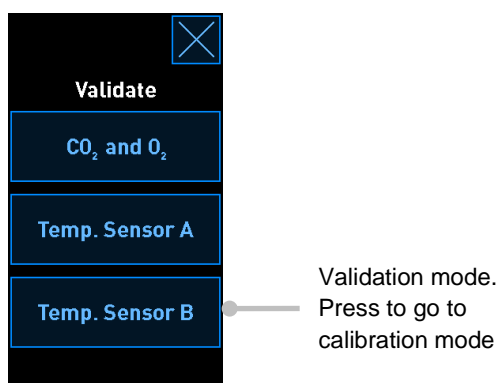 Validate
CO₂ and O₂
Temp. Sensor A
Temp. Sensor B
Validation mode.
Press to go to
calibration mode